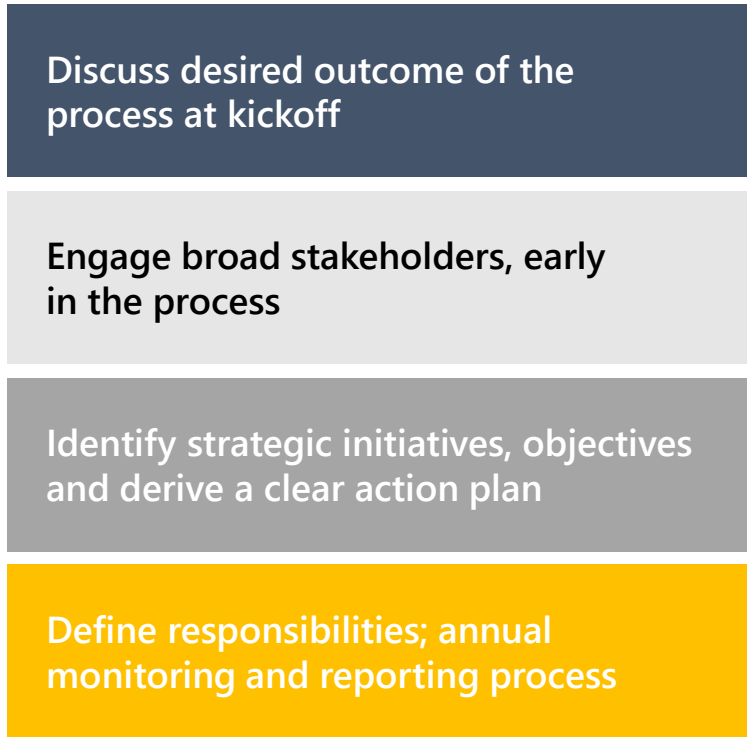 Discuss desired outcome of the
process at kickoff
Engage broad stakeholders, early
in the process
Identify strategic initiatives, objectives
and derive a clear action plan
Define responsibilities; annual
monitoring and reporting process